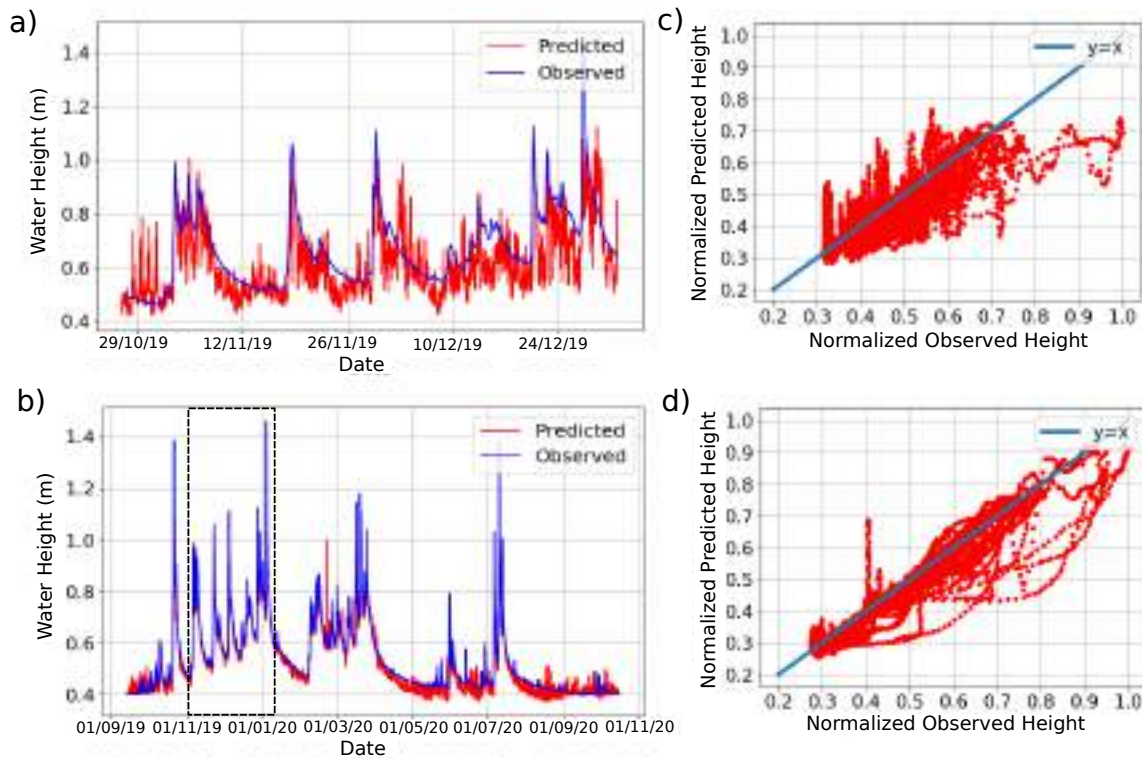 a)
Water Height (m)
1.4
1.2
1.0
0.8
0.6
0.4
Predicted
Observed
29/10/19 12/11/19 26/11/19 10/12/19 24/12/19
Date
c)
Normalized Predicted Height
1.0
0.9
0.8
0.7
0.6
0.5
0.4
0.3
0.2
y=x
0.2 0.3 0.4 0.5 0.6 0.7 0.8 0.9 1.0
Normalized Observed Height
b)
Water Height (m)
1.4
1.2
1.0
0.8
0.6
0.4
Predicted
Observed
01/09/19 01/11/19 01/01/20 01/03/20 01/05/20 01/07/20 01/09/20 01/11/20
Date
d)
Normalized Predicted Height
1.0
0.9
0.8
0.7
0.6
0.5
0.4
0.3
0.2
y=x
0.2 0.3 0.4 0.5 0.6 0.7 0.8 0.9 1.0
Normalized Observed Height